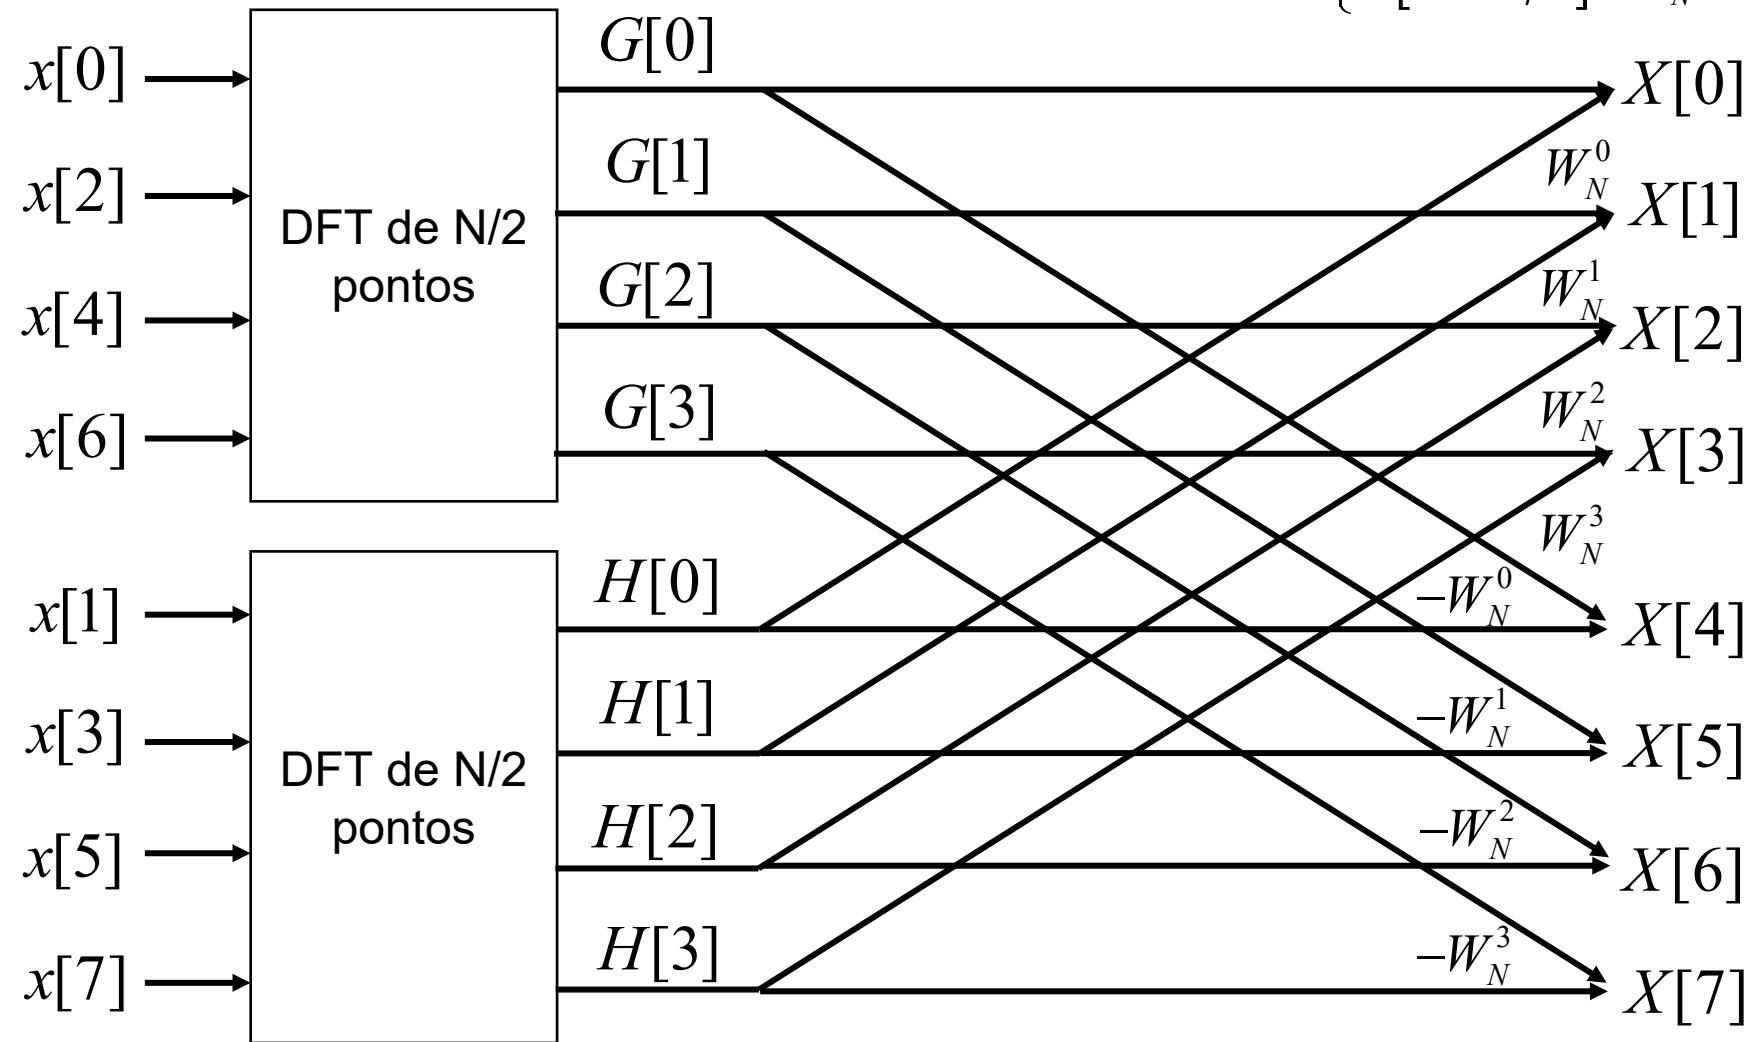 x[0]
x[2]
x[4]
x[6]
DFT de N/2
pontos
G[0]
G[1]
G[2]
G[3]
x[1]
x[3]
x[5]
x[7]
DFT de N/2
pontos
H[0]
H[1]
H[2]
H[3]
W_N^0
W_N^1
W_N^2
W_N^3
−W_N^0
−W_N^1
−W_N^2
−W_N^3
X[0]
X[1]
X[2]
X[3]
X[4]
X[5]
X[6]
X[7]